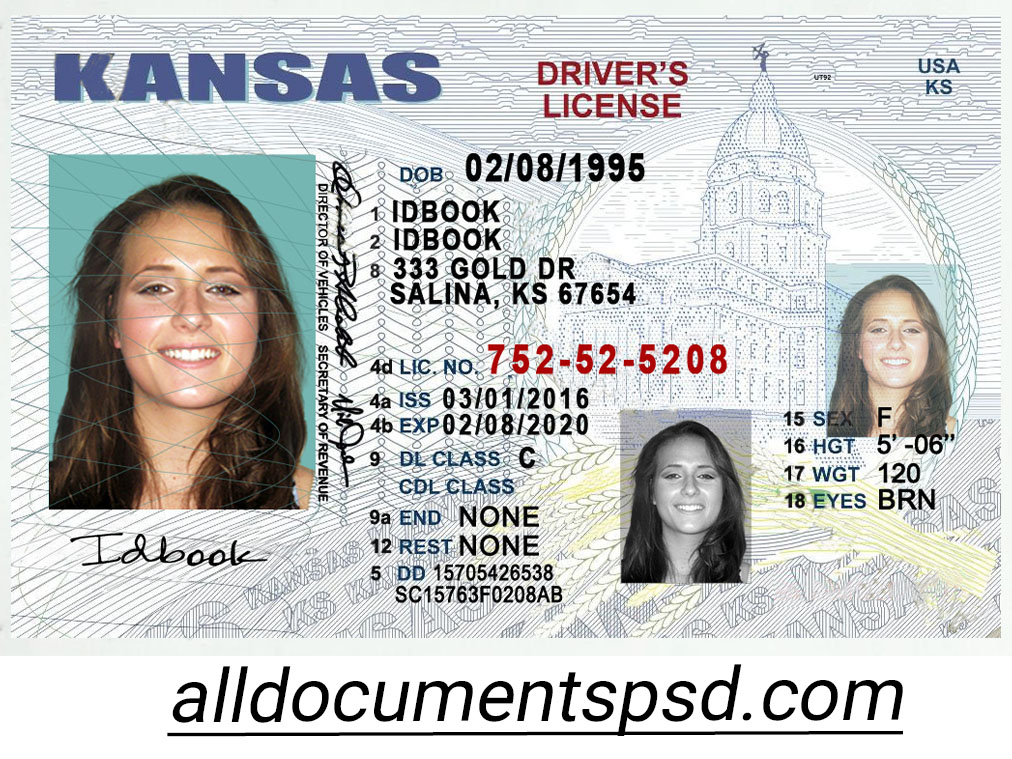 KANSAS
DRIVER'S
LICENSE
UT92
USA
KS
DOB 02/08/1995
1 IDBOOK
2 IDBOOK
8 333 GOLD DR
SALINA, KS 67654
4d LIC. NO. 752-52-5208
4a ISS 03/01/2016
4b EXP 02/08/2020
9 DL CLASS C
CDL CLASS
9a END NONE
12 REST NONE
5 DD 15705426538
SC15763F0208AB
DIRECTOR OF VEHICLES SECRETARY OF REVENUE
15 SEX F
16 HGT 5' -06"
17 WGT 120
18 EYES BRN
Idbook
KANSAS
KS
KANSAS
KS
KANSAS
alldocumentspsd.com